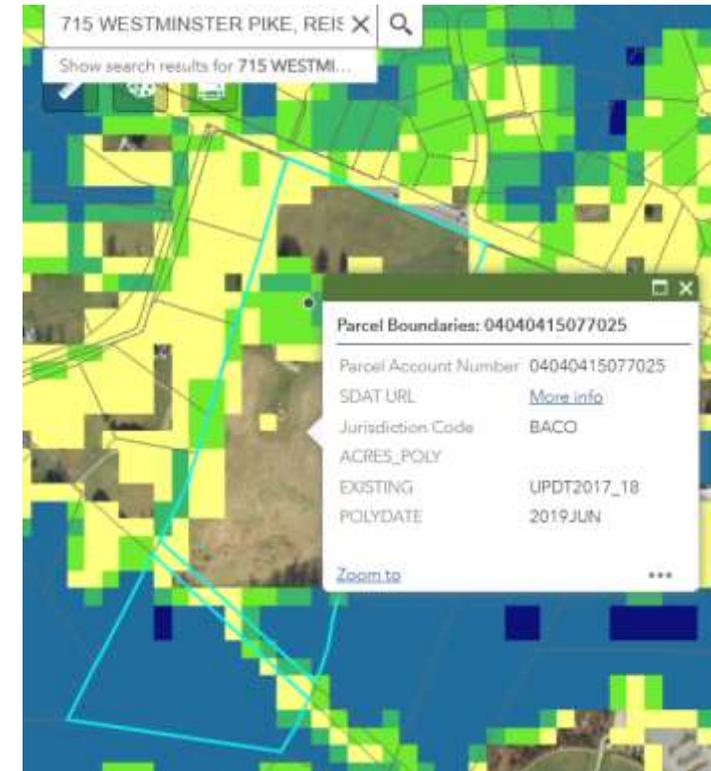 715 WESTMINSTER PIKE, REIS
Show search results for 715 WESTMI...
Parcel Boundaries: 04040415077025
Parcel Account Number 04040415077025
SDAT URL More info
Jurisdiction Code BACO
ACRES_POLY
EXISTING UPDT2017_18
POLYDATE 2019JUN
Zoom to